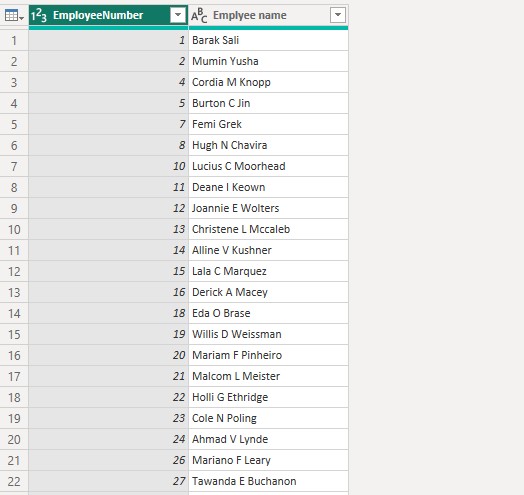 123 EmployeeNumber ABC Emplyee name
1 1 Barak Sali
2 2 Mumin Yusha
3 4 Cordia M Knopp
4 5 Burton C Jin
5 7 Femi Grek
6 8 Hugh N Chavira
7 10 Lucius C Moorhead
8 11 Deane I Keown
9 12 Joannie E Wolters
10 13 Christene L Mccaleb
11 14 Alline V Kushner
12 15 Lala C Marquez
13 16 Derick A Macey
14 18 Eda O Brase
15 19 Willis D Weissman
16 20 Mariam F Pinheiro
17 21 Malcom L Meister
18 22 Holli G Ethridge
19 23 Cole N Poling
20 24 Ahmad V Lynde
21 26 Mariano F Leary
22 27 Tawanda E Buchanon